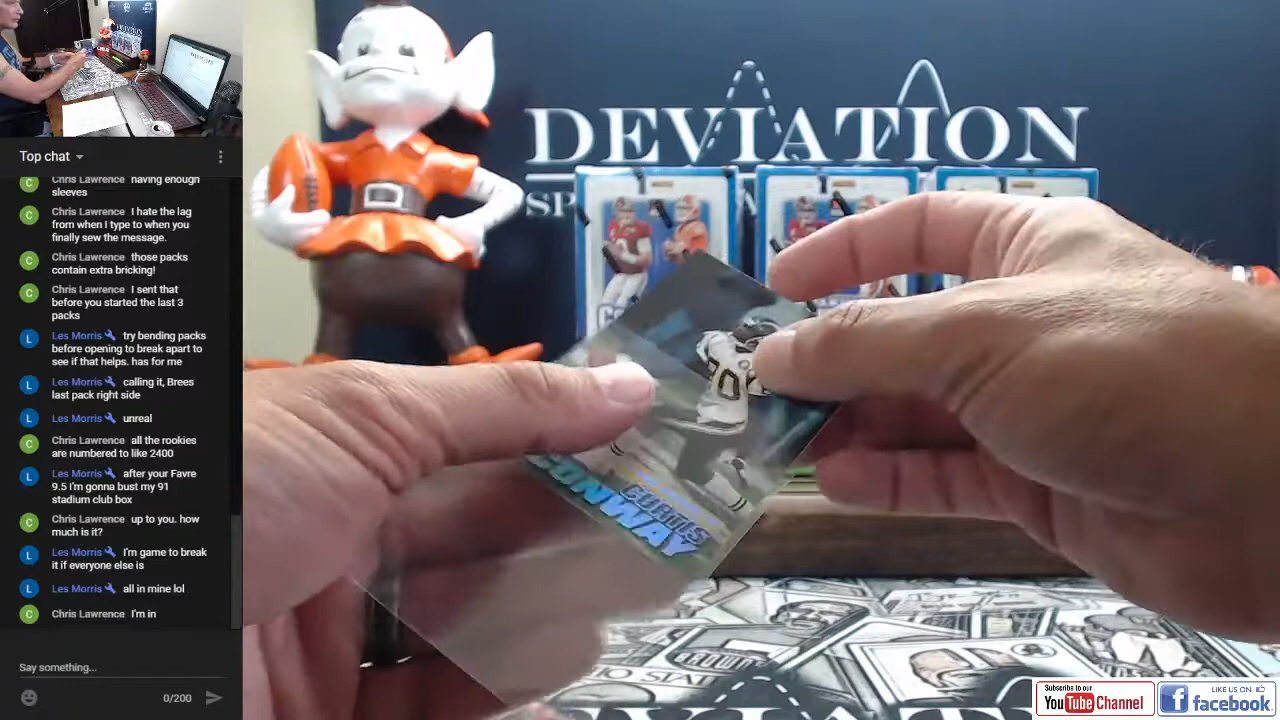 Top chat
Chris Lawrence having enough
sleeves
Chris Lawrence I hate the lag
from when I type to when you
finally sew the message.
Chris Lawrence those packs
contain extra bricking!
Chris Lawrence I sent that
before you started the last 3
packs
Les Morris try bending packs
before opening to break apart to
see if that helps. has for me
Les Morris calling it, Brees
last pack right side
Les Morris unreal
Chris Lawrence all the rookies
are numbered to like 2400
Les Morris after your Favre
9.5 I'm gonna bust my 91
stadium club box
Chris Lawrence up to you. how
much is it?
Les Morris I'm game to break
it if everyone else is
Les Morris all in mine lol
Chris Lawrence I'm in
Say something...
0/200
DEVIATION
SP
DEVIATION
CURTIS
CONWAY
BROWNS
Subscribe to our
YouTube Channel
LIKE US ON
facebook